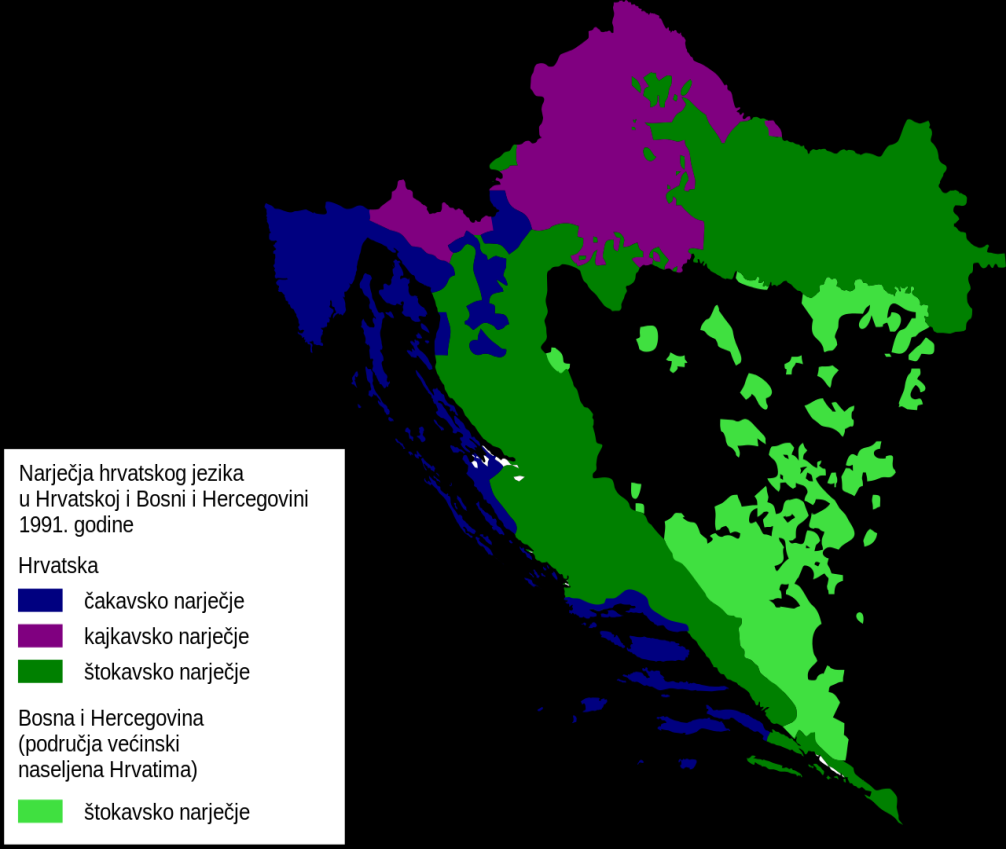 Narječja hrvatskog jezika
u Hrvatskoj i Bosni i Hercegovini
1991. godine
Hrvatska
čakavsko narječje
kajkavsko narječje
štokavsko narječje
Bosna i Hercegovina
(područja većinski
naseljena Hrvatima)
štokavsko narječje